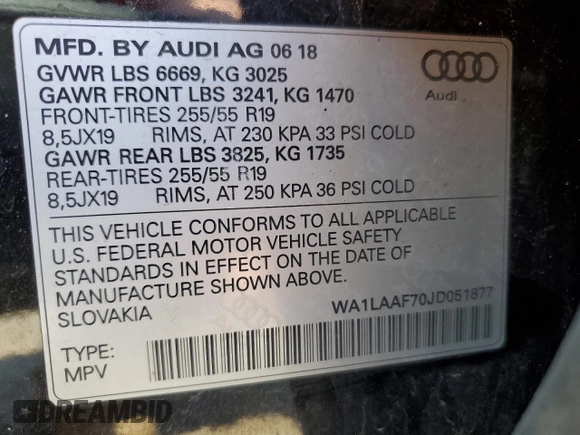 MFD. BY AUDI AG 06 18
GVWR LBS 6669, KG 3025
GAWR FRONT LBS 3241, KG 1470
FRONT-TIRES 255/55 R19
8,5JX19 RIMS, AT 230 KPA 33 PSI COLD
GAWR REAR LBS 3825, KG 1735
REAR-TIRES 255/55 R19
8,5JX19 RIMS, AT 250 KPA 36 PSI COLD
Audi
THIS VEHICLE CONFORMS TO ALL APPLICABLE
U.S. FEDERAL MOTOR VEHICLE SAFETY
STANDARDS IN EFFECT ON THE DATE OF
MANUFACTURE SHOWN ABOVE.
SLOVAKIA
WA1LAAF70JD051877
TYPE:
MPV
DREAMBID